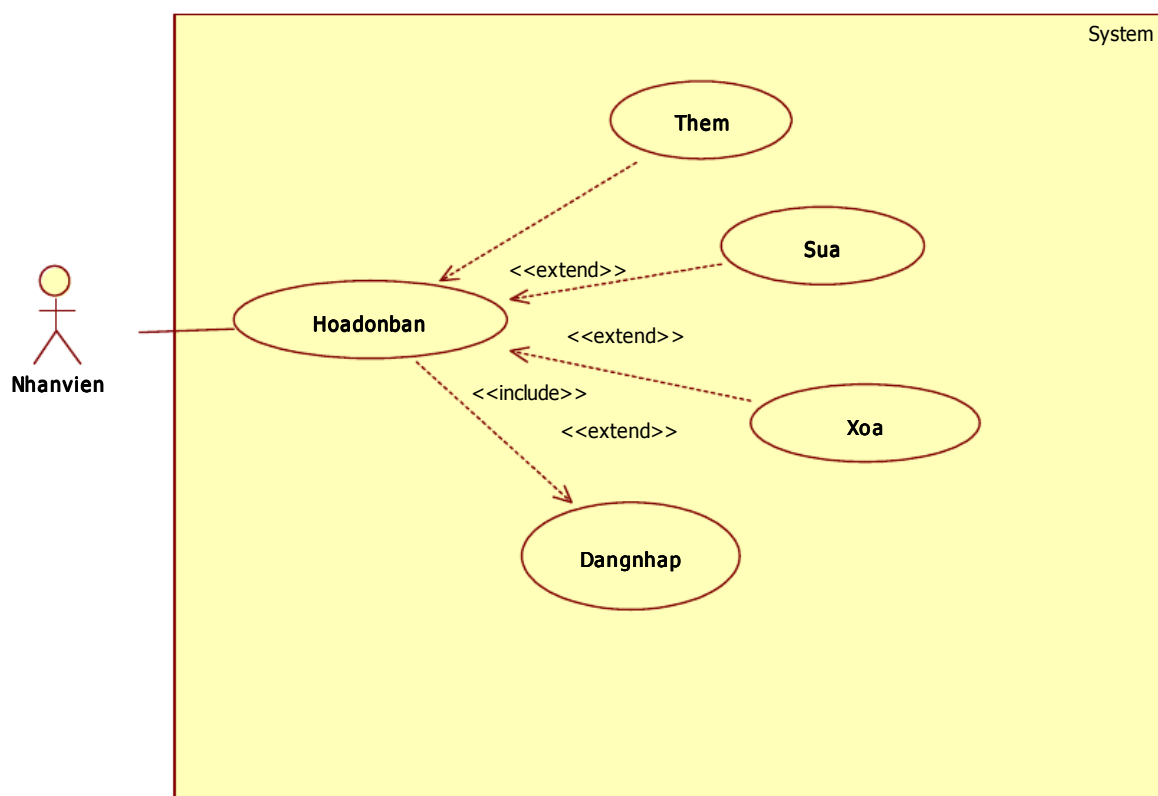 System
Them
Sua
<<extend>>
Hoadonban
<<extend>>
Nhanvien
<<include>>
Xoa
<<extend>>
Dangnhap